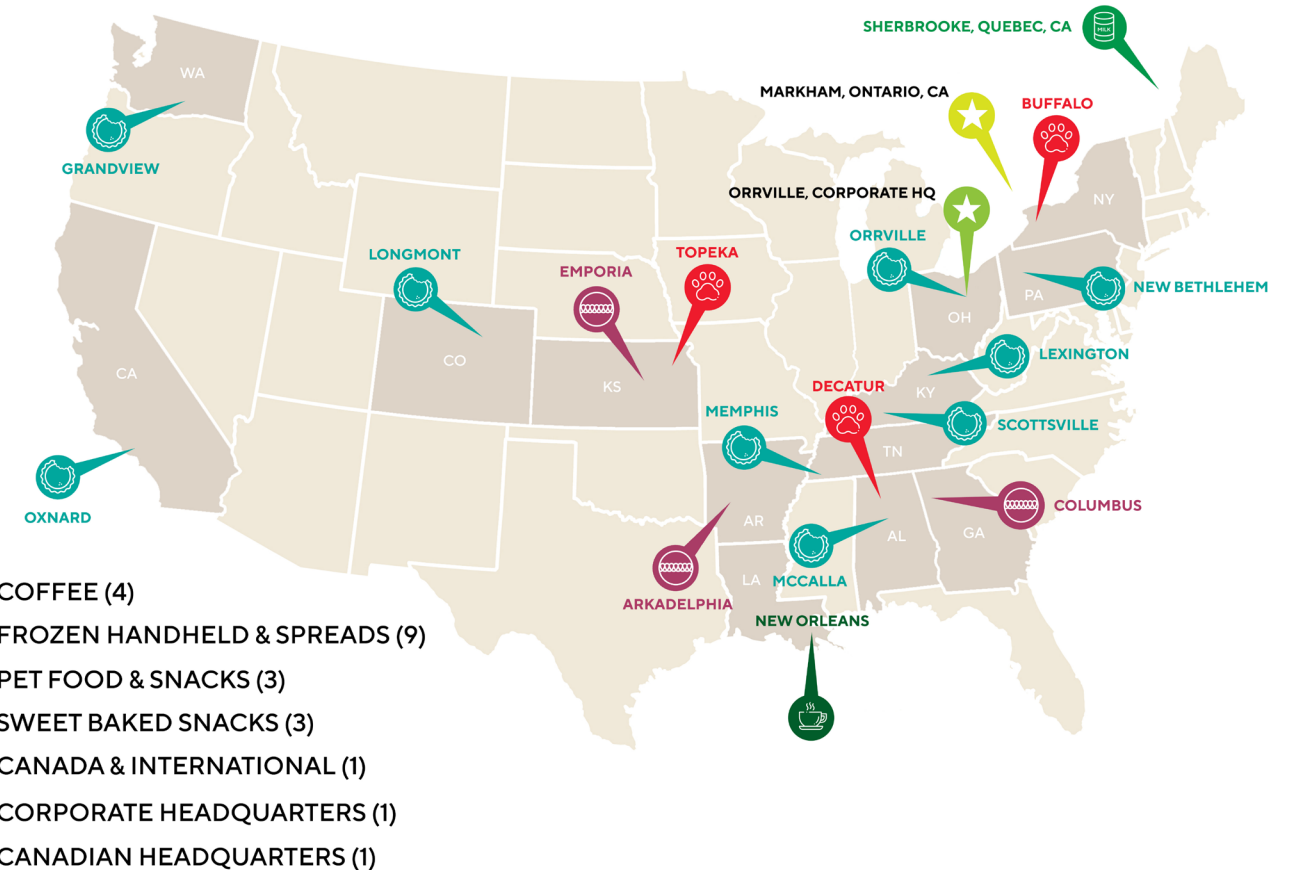 SHERBROOKE, QUEBEC, CA
MILK
MARKHAM, ONTARIO, CA
BUFFALO
WA
GRANDVIEW
ORRVILLE, CORPORATE HQ
NY
ORRVILLE
LONGMONT
TOPEKA
EMPORIA
NEW BETHLEHEM
PA
OH
LEXINGTON
CO
CA
KS
DECATUR
KY
MEMPHIS
SCOTTSVILLE
TN
COLUMBUS
OXNARD
AR
GA
AL
LA
MCCALLA
ARKADELPHIA
NEW ORLEANS
COFFEE (4)
FROZEN HANDHELD & SPREADS (9)
PET FOOD & SNACKS (3)
SWEET BAKED SNACKS (3)
CANADA & INTERNATIONAL (1)
CORPORATE HEADQUARTERS (1)
CANADIAN HEADQUARTERS (1)